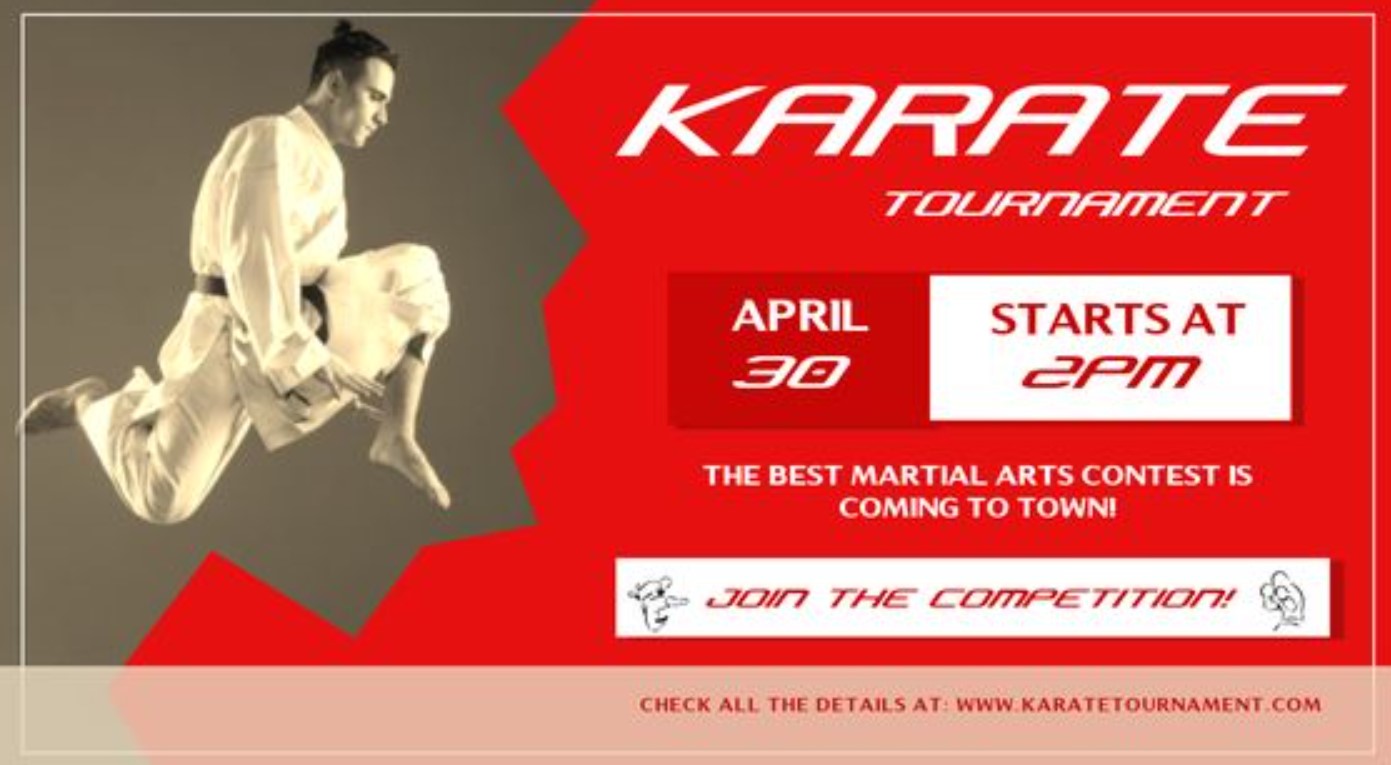 KARATE
TOURNAMENT
APRIL
30
STARTS AT
2PM
THE BEST MARTIAL ARTS CONTEST IS
COMING TO TOWN!
JOIN THE COMPETITION!
CHECK ALL THE DETAILS AT: WWW.KARATETOURNAMENT.COM